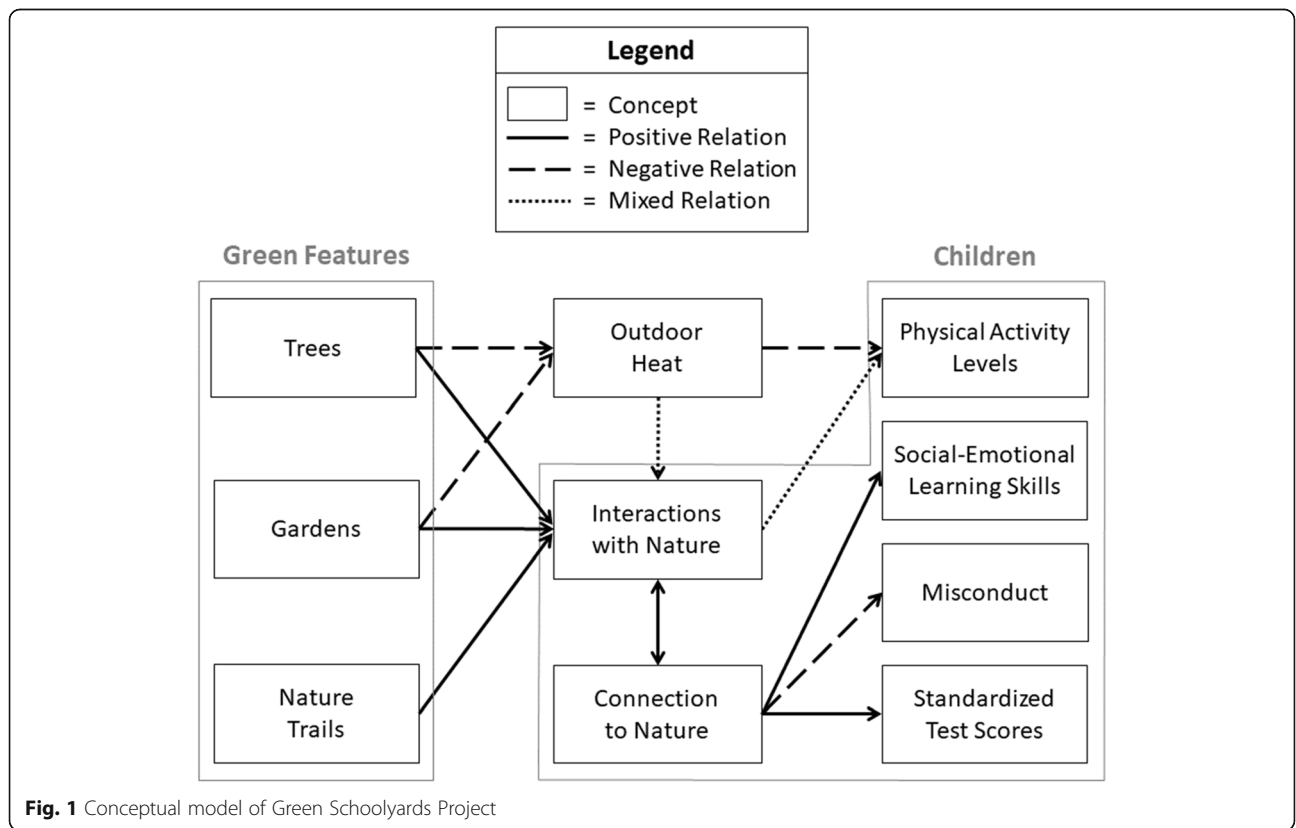 Legend
= Concept
= Positive Relation
= Negative Relation
= Mixed Relation
Green Features
Children
Trees
Outdoor
Heat
Physical Activity
Levels
Social-Emotional
Learning Skills
Gardens
Interactions
with Nature
Misconduct
Nature
Trails
Connection
to Nature
Standardized
Test Scores
Fig. 1 Conceptual model of Green Schoolyards Project